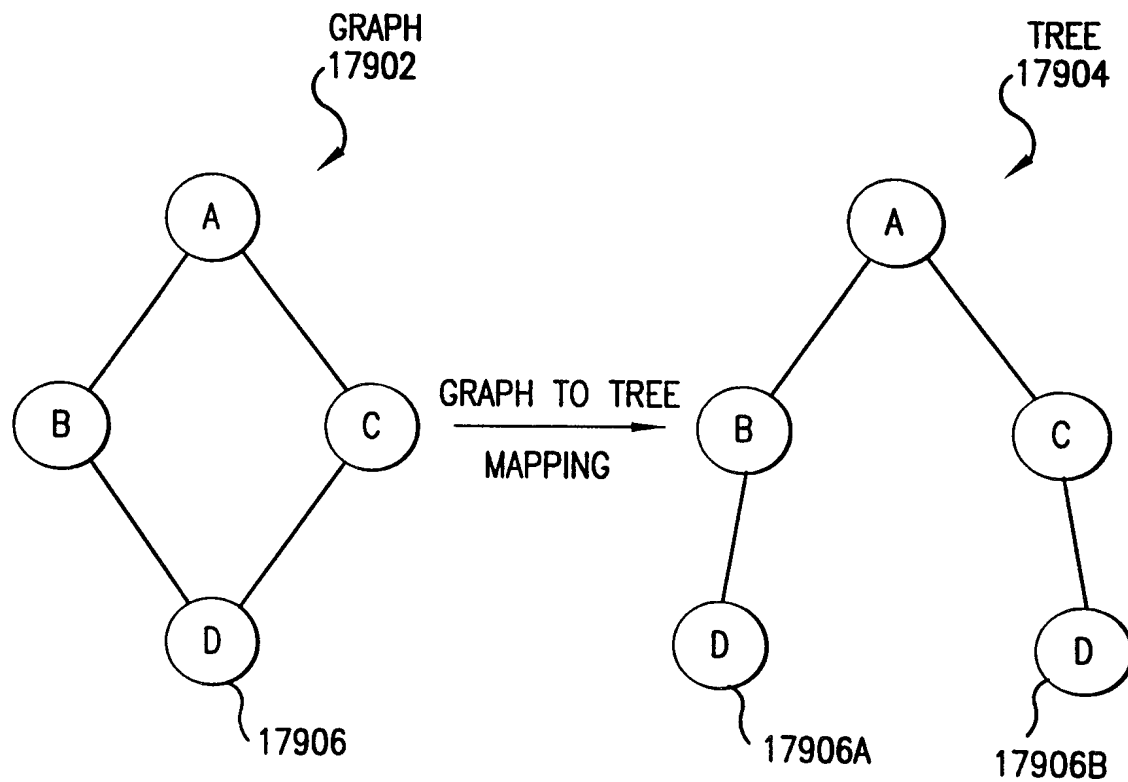 GRAPH
17902
TREE
17904
A
B
C
D
17906
GRAPH TO TREE
MAPPING
A
B
C
D
D
17906A
17906B